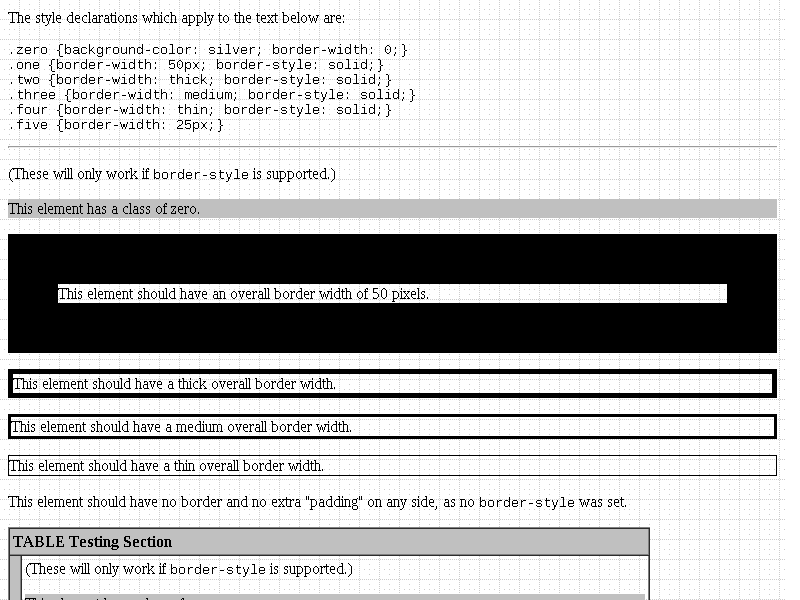 The style declarations which apply to the text below are:
.zero {background-color: silver; border-width: 0;}
.one {border-width: 50px; border-style: solid;}
.two {border-width: thick; border-style: solid;}
.three {border-width: medium; border-style: solid;}
.four {border-width: thin; border-style: solid;}
.five {border-width: 25px;}
(These will only work if border-style is supported.)
This element has a class of zero.
This element should have an overall border width of 50 pixels.
This element should have a thick overall border width.
This element should have a medium overall border width.
This element should have a thin overall border width.
This element should have no border and no extra "padding" on any side, as no border-style was set.
TABLE Testing Section
(These will only work if border-style is supported.)